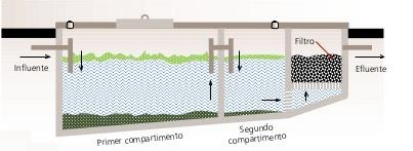 Filtro
Influente
Efluente
Primer compartimento
Segundo
compartimento